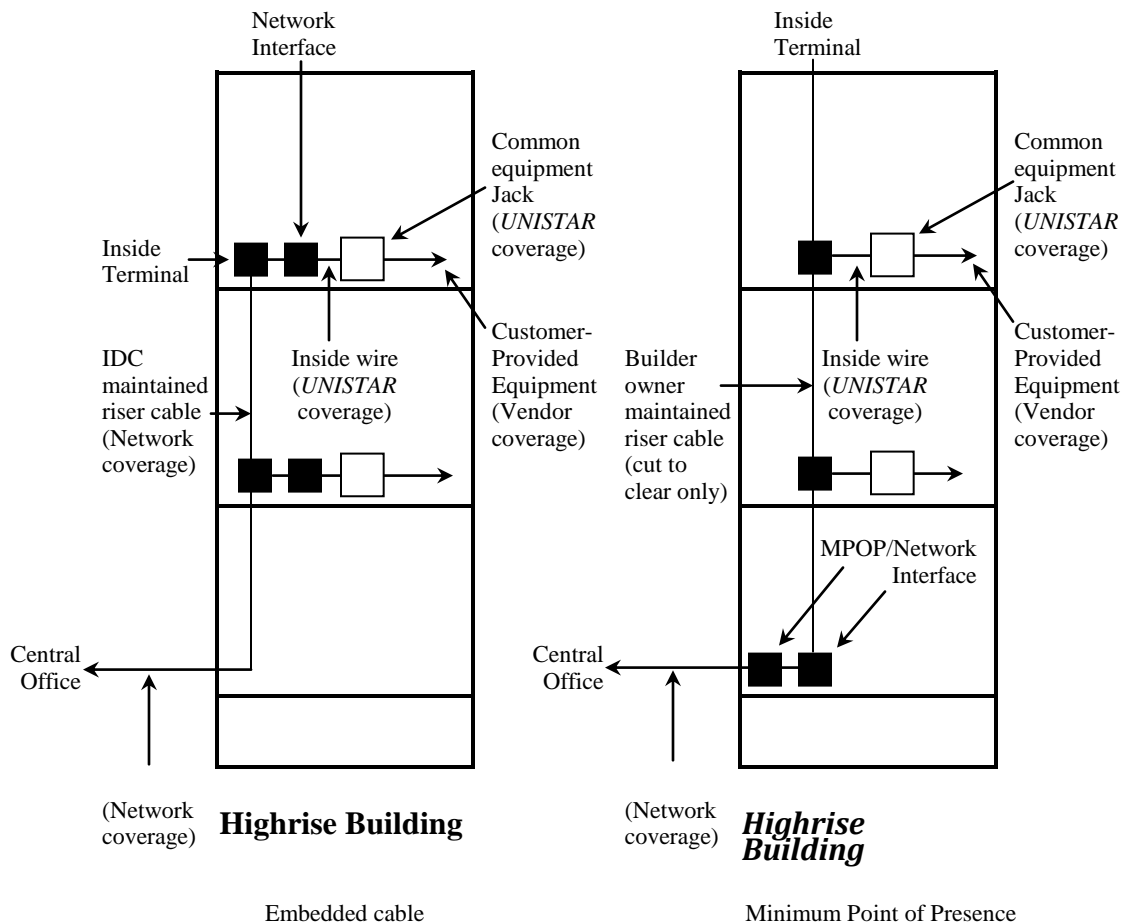 Network
Interface
Common
equipment
Jack
(UNISTAR
coverage)
Inside
Terminal
IDC
maintained
riser cable
(Network
coverage)
Inside wire
(UNISTAR
coverage)
Customer-
Provided
Equipment
(Vendor
coverage)
Central
Office
(Network
coverage)
Highrise Building
Embedded cable
Inside
Terminal
Common
equipment
Jack
(UNISTAR
coverage)
Builder
owner
maintained
riser cable
(cut to
clear only)
Inside wire
(UNISTAR
coverage)
Customer-
Provided
Equipment
(Vendor
coverage)
MPOP/Network
Interface
Central
Office
(Network
coverage)
Highrise
Building
Minimum Point of Presence